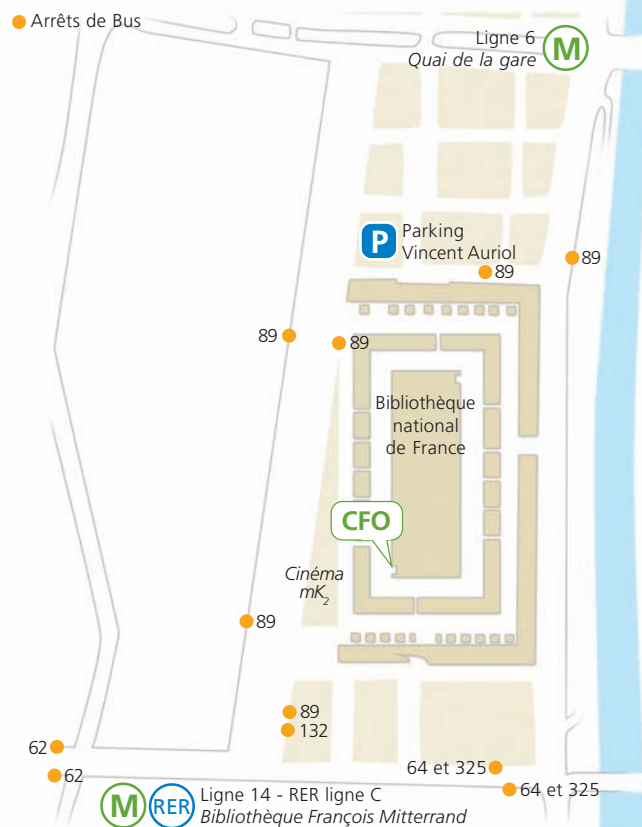 Arrêts de Bus
Ligne 6
Quai de la gare
M
P
Parking
Vincent Auriol
89
89
89
89
Bibliothèque
national
de France
CFO
Cinéma
mK2
89
89
132
62
62
64 et 325
64 et 325
M
RER
Ligne 14 - RER ligne C
Bibliothèque François Mitterrand